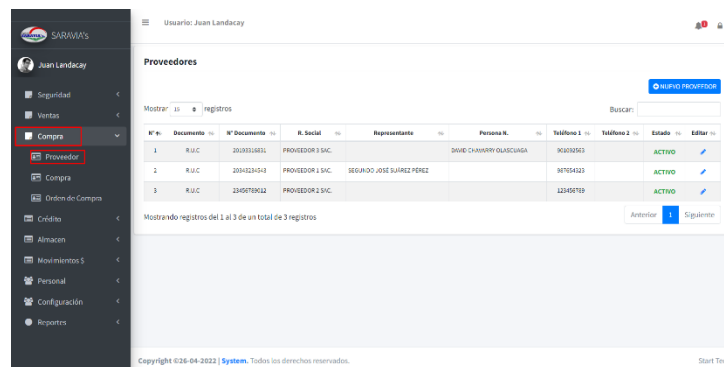 SARAVIA's
Usuario: Juan Landacay
Juan Landacay
Seguridad
Ventas
Compra
Proveedor
Compra
Orden de Compra
Crédito
Almacen
Movimientos $
Personal
Configuración
Reportes
Proveedores
NUEVO PROVEEDOR
Mostrar 15 registros
Buscar:
N° Documento N° Documento R. Social Representante Persona N. Teléfono 1 Teléfono 2 Estado Editar
1 R.U.C PROVEEDOR 3 SAC. DAVID CHAVARRY OLASCUAGA ACTIVO
2 R.U.C PROVEEDOR 1 SAC. SEGUNDO JOSÉ SUÁREZ PÉREZ 987654323 ACTIVO
3 R.U.C 23456789012 PROVEEDOR 2 SAC. 123456789 ACTIVO
Mostrando registros del 1 al 3 de un total de 3 registros
Anterior 1 Siguiente
Copyright ©26-04-2022 | System. Todos los derechos reservados.
Start Te